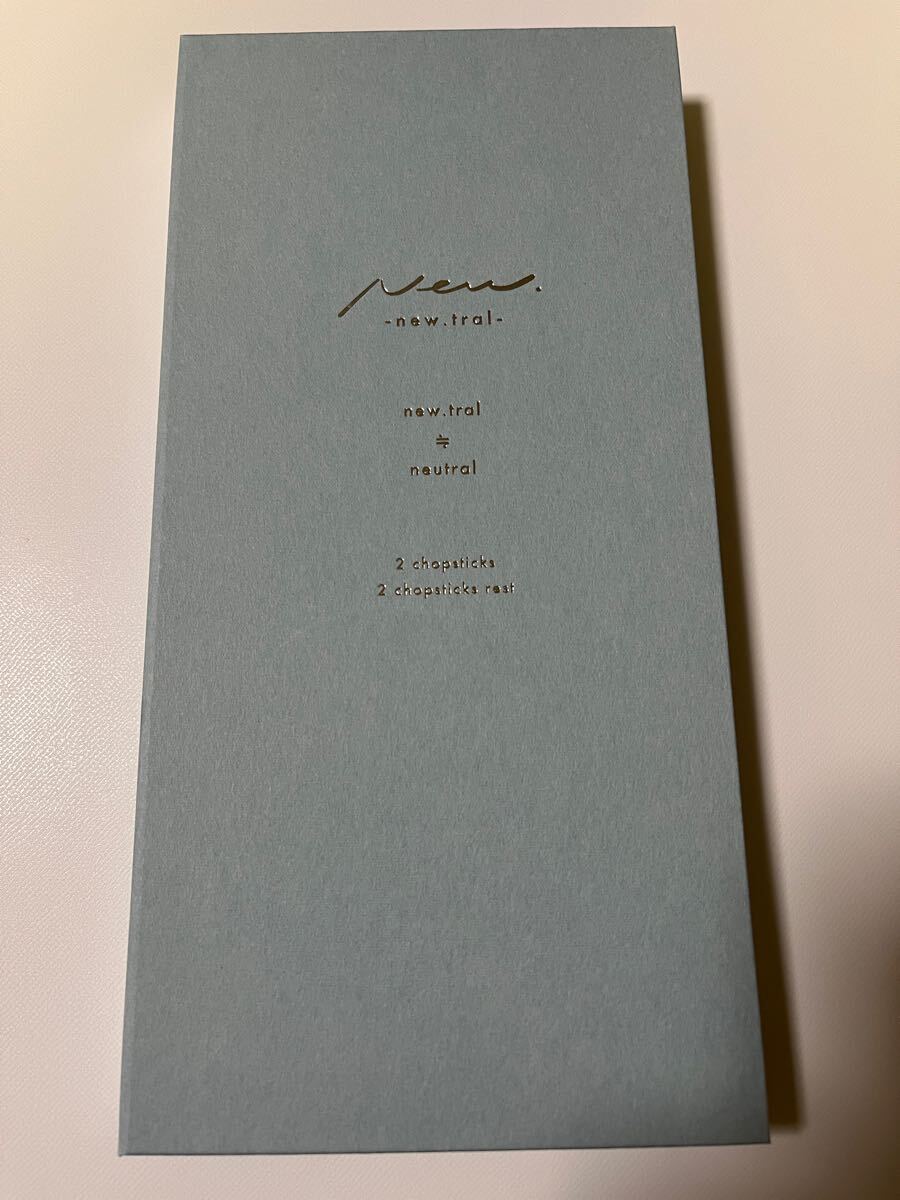 New.
-new.tral-
new.tral
≒
neutral
2 chopsticks
2 chopsticks rest